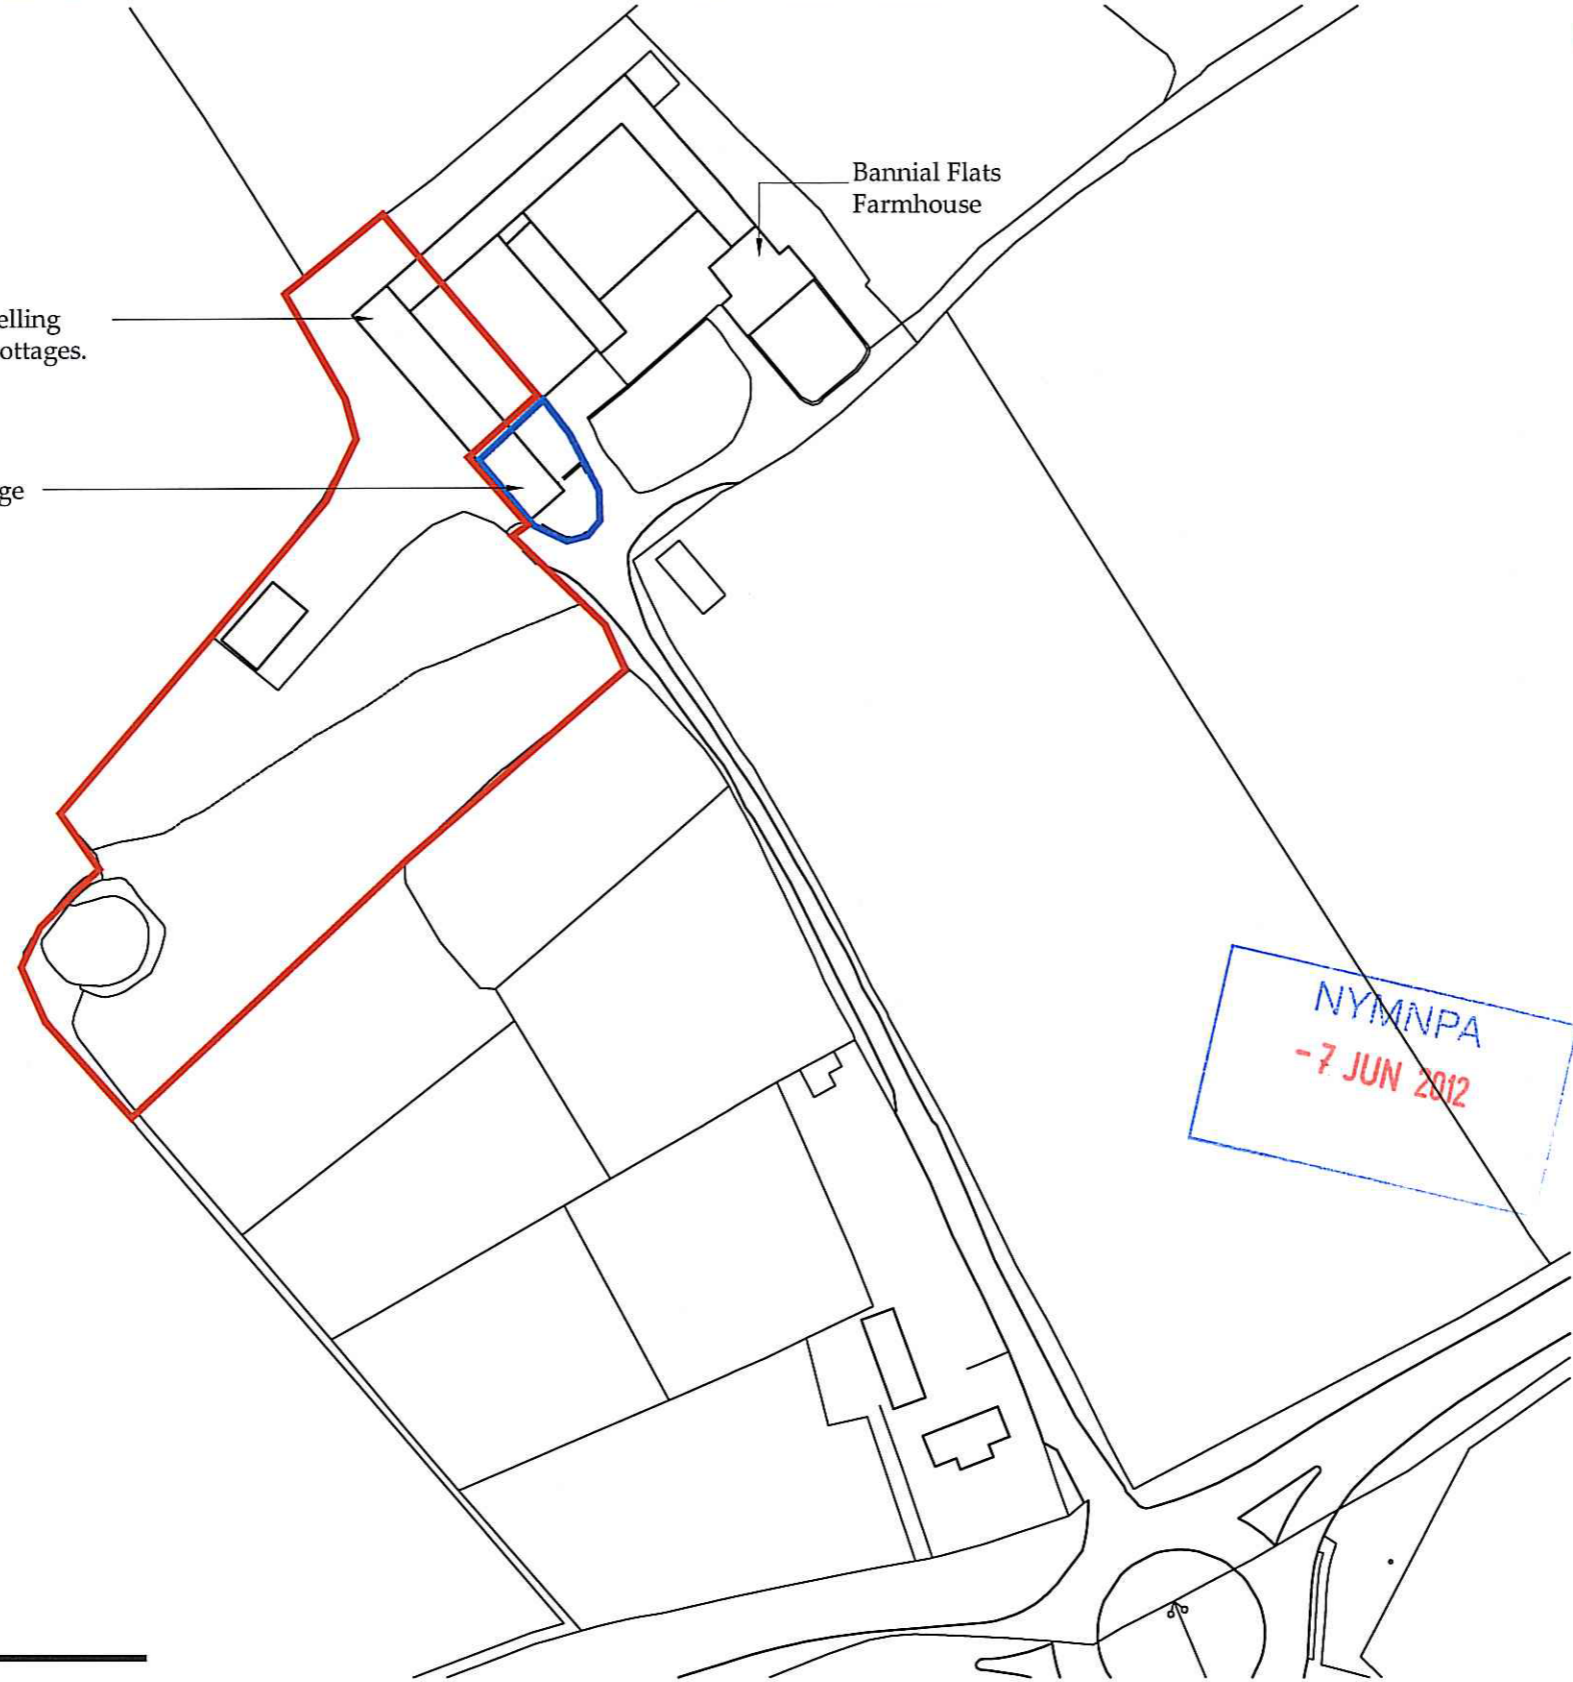 Bannial Flats
Farmhouse
elling
ottages.
ge
NYMNPA
-7 JUN 2012